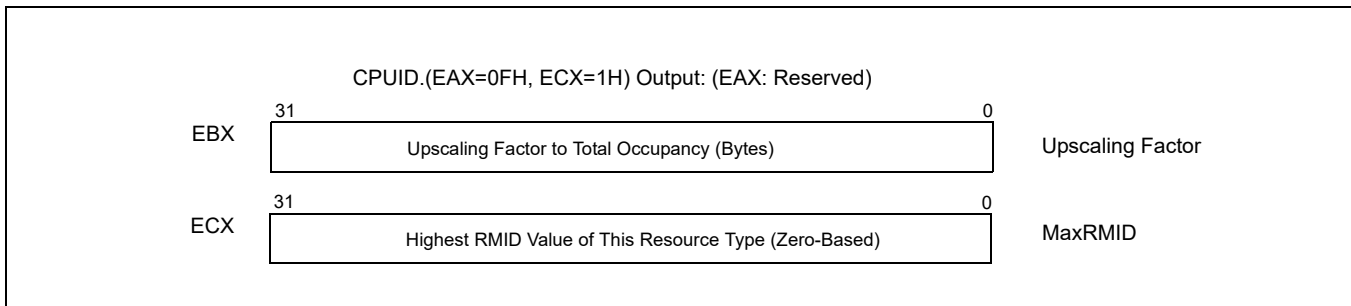 CPUID.(EAX=0FH, ECX=1H) Output: (EAX: Reserved)
31 0
EBX Upscaling Factor to Total Occupancy (Bytes) Upscaling Factor
31 0
ECX Highest RMID Value of This Resource Type (Zero-Based) MaxRMID